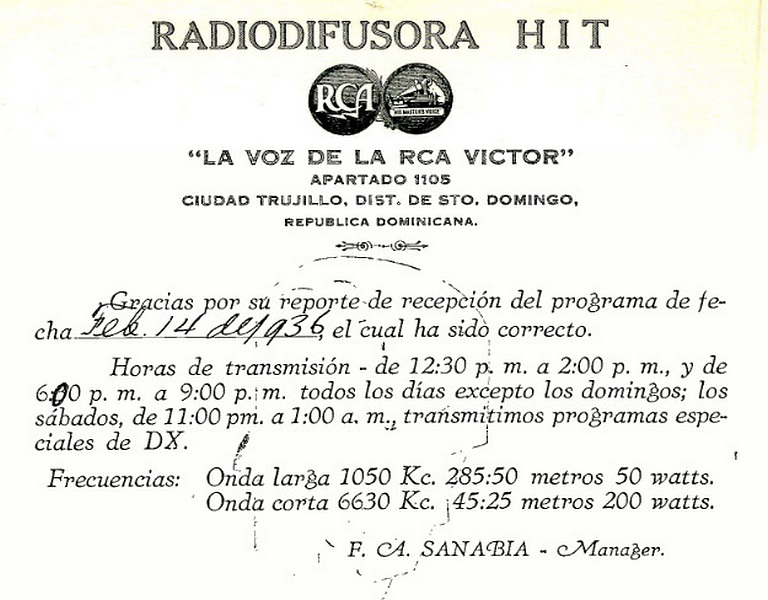 RADIODIFUSORA HIT
RCA
HIS MASTER'S VOICE
"LA VOZ DE LA RCA VICTOR"
APARTADO 1105
CIUDAD TRUJILLO, DIST. DE STO. DOMINGO,
REPUBLICA DOMINICANA.
Gracias por su reporte de recepción del programa de fe-
cha Feb. 14 de 1936, el cual ha sido correcto.
Horas de transmisión - de 12:30 p. m. a 2:00 p. m., y de
6:00 p. m. a 9:00 p. m. todos los días excepto los domingos; los
sábados, de 11:00 pm. a 1:00 a. m., transmitimos programas espe-
ciales de DX.
Frecuencias: Onda larga 1050 Kc. 285:50 metros 50 watts.
Onda corta 6630 Kc. 45:25 metros 200 watts.
F. A. SANABIA - Manager.